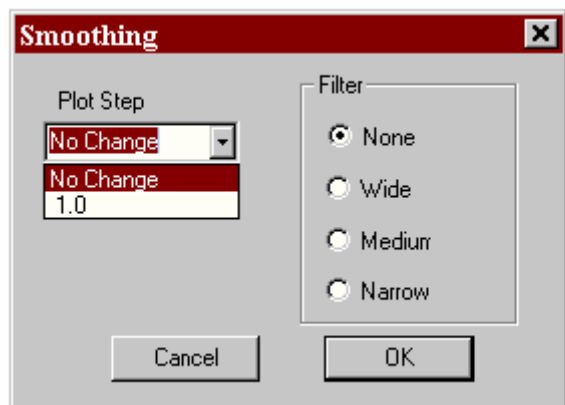 Smoothing
Plot Step
No Change
No Change
1.0
Filter
None
Wide
Medium
Narrow
Cancel
OK